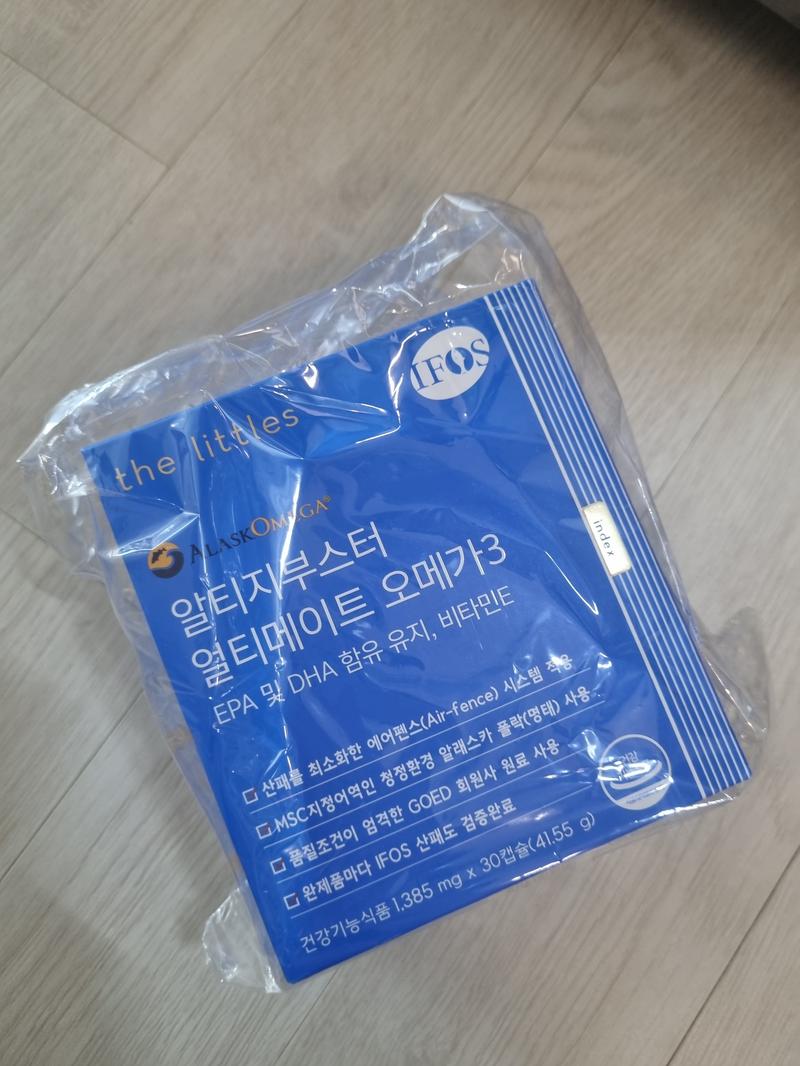 IFOS
the littles
ALASKOMEGA®
index
알티지부스터
얼티메이트 오메가3
EPA 및 DHA 함유 유지, 비타민E
산패를 최소화한 에어펜스(Air-fence) 시스템 적용
MSC지정어역인 청정환경 알래스카 폴락(명태) 사용
품질조건이 엄격한 GOED 회원사 원료 사용
완제품마다 IFOS 산패도 검증완료
건강기능식품 1,385 mg x 30캡슐(41.55 g)